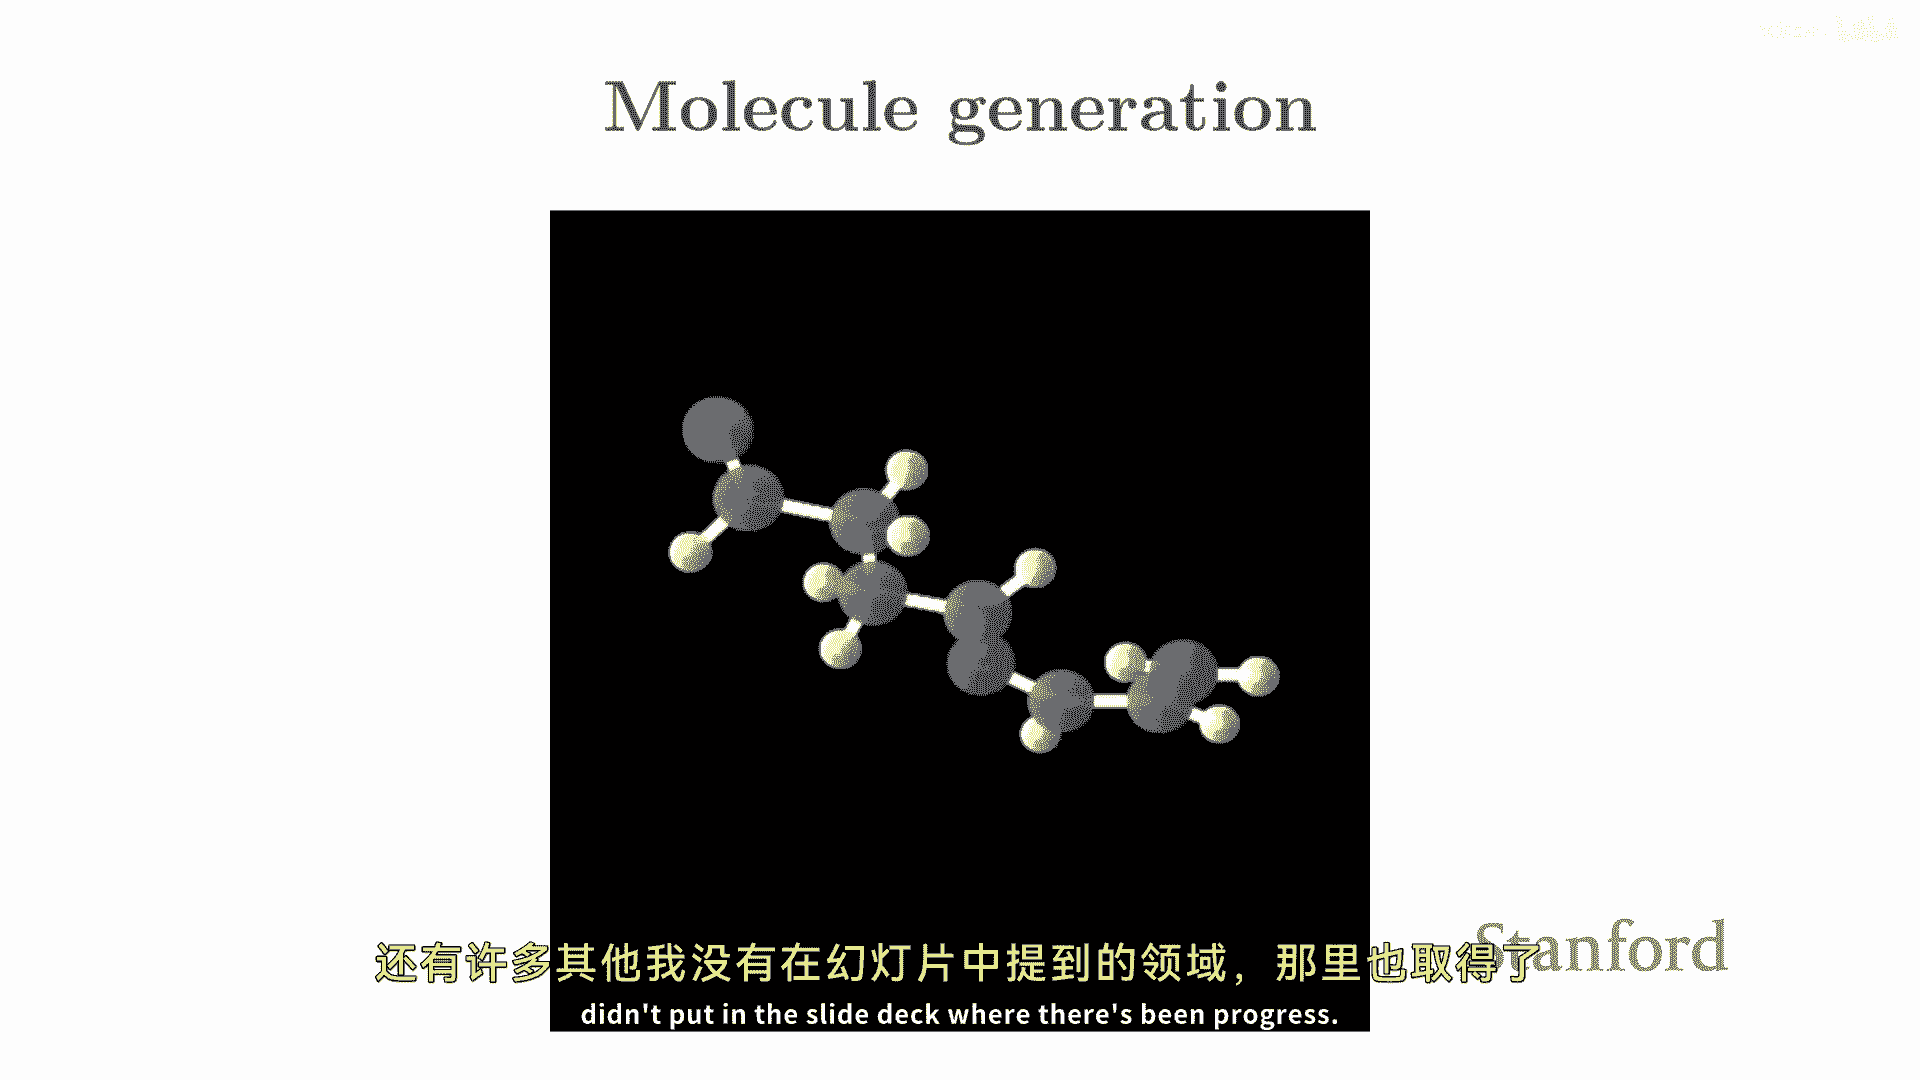 Molecule generation
Stanford
还有许多其他我没有在幻灯片中提到的领域，那里也取得了
didn't put in the slide deck where there's been progress.